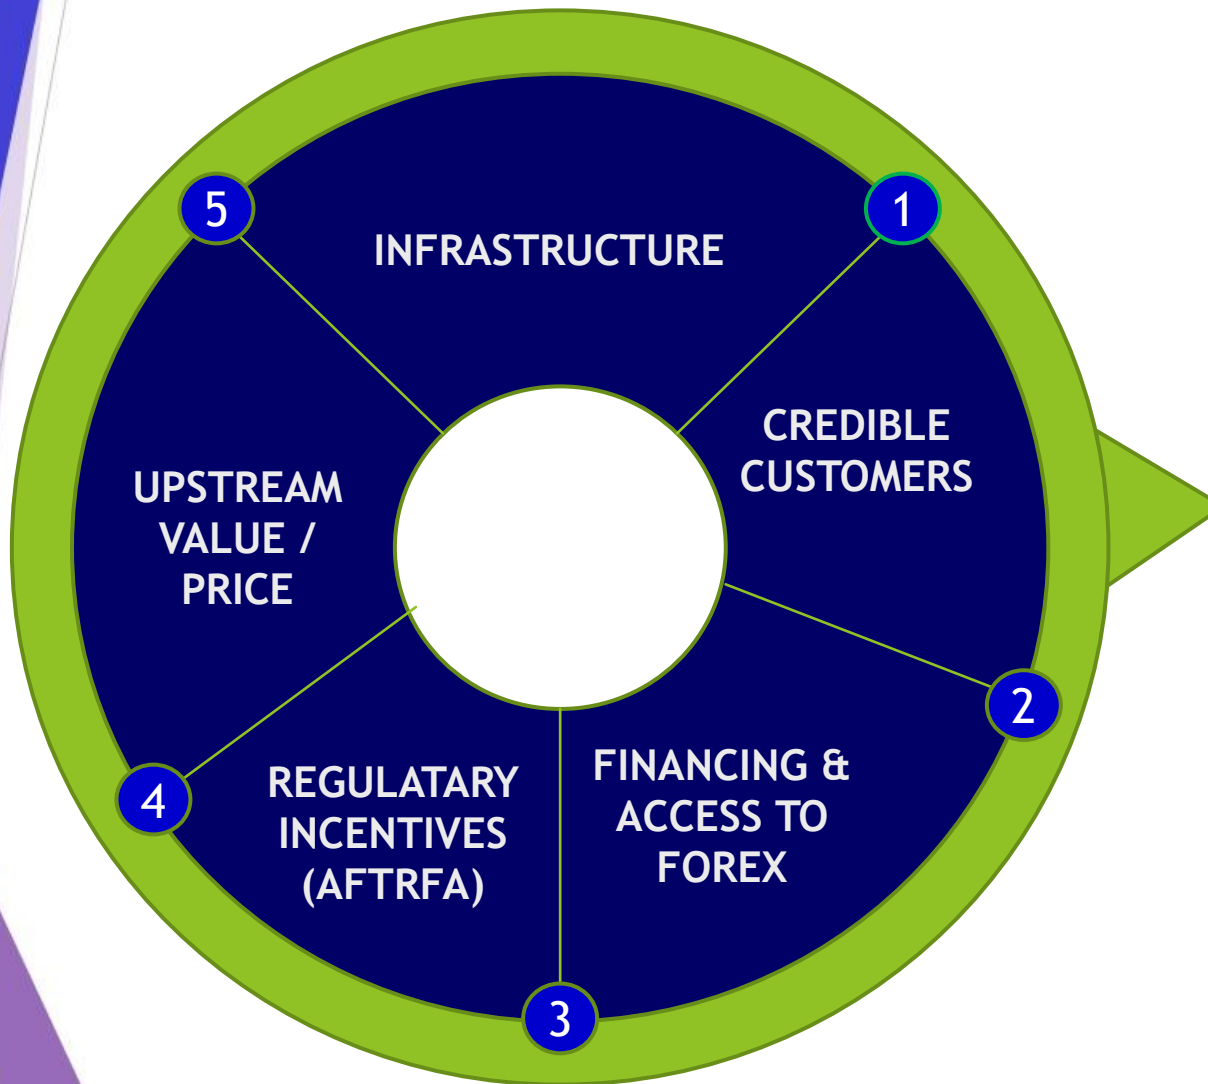 5
1
INFRASTRUCTURE
CREDIBLE
CUSTOMERS
UPSTREAM
VALUE /
PRICE
2
FINANCING &
ACCESS TO
FOREX
REGULATARY
INCENTIVES
(AFTRFA)
4
3